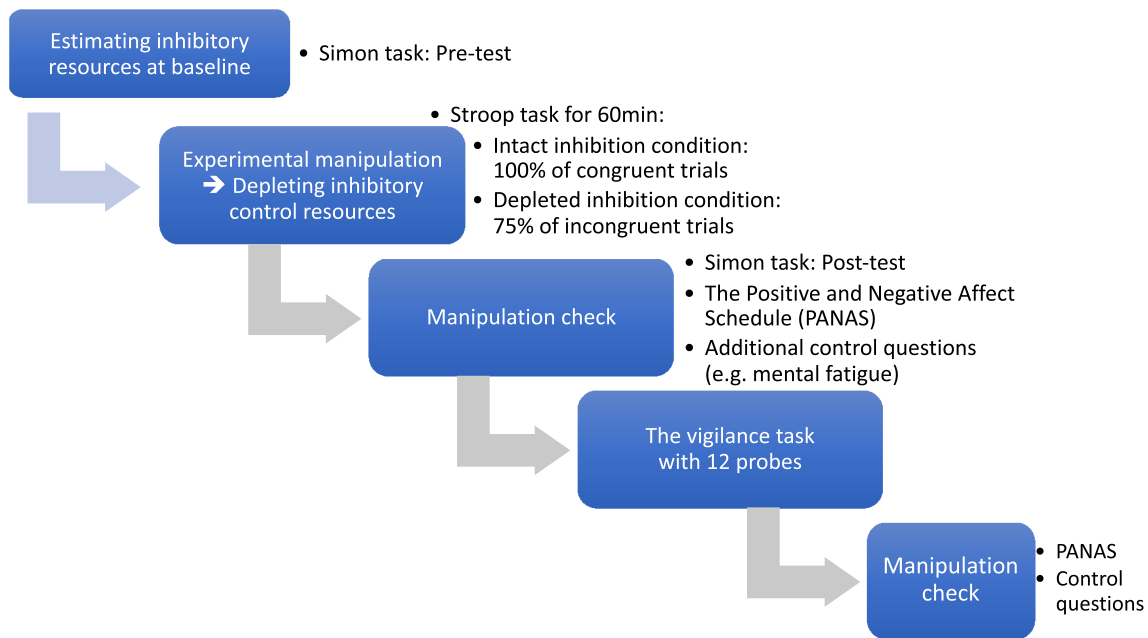 Estimating inhibitory
resources at baseline
• Simon task: Pre-test
• Stroop task for 60min:
• Intact inhibition condition:
100% of congruent trials
• Depleted inhibition condition:
75% of incongruent trials
Experimental manipulation
➔ Depleting inhibitory
control resources
• Simon task: Post-test
• The Positive and Negative Affect
Schedule (PANAS)
• Additional control questions
(e.g. mental fatigue)
Manipulation check
The vigilance task
with 12 probes
Manipulation
check
• PANAS
• Control
questions